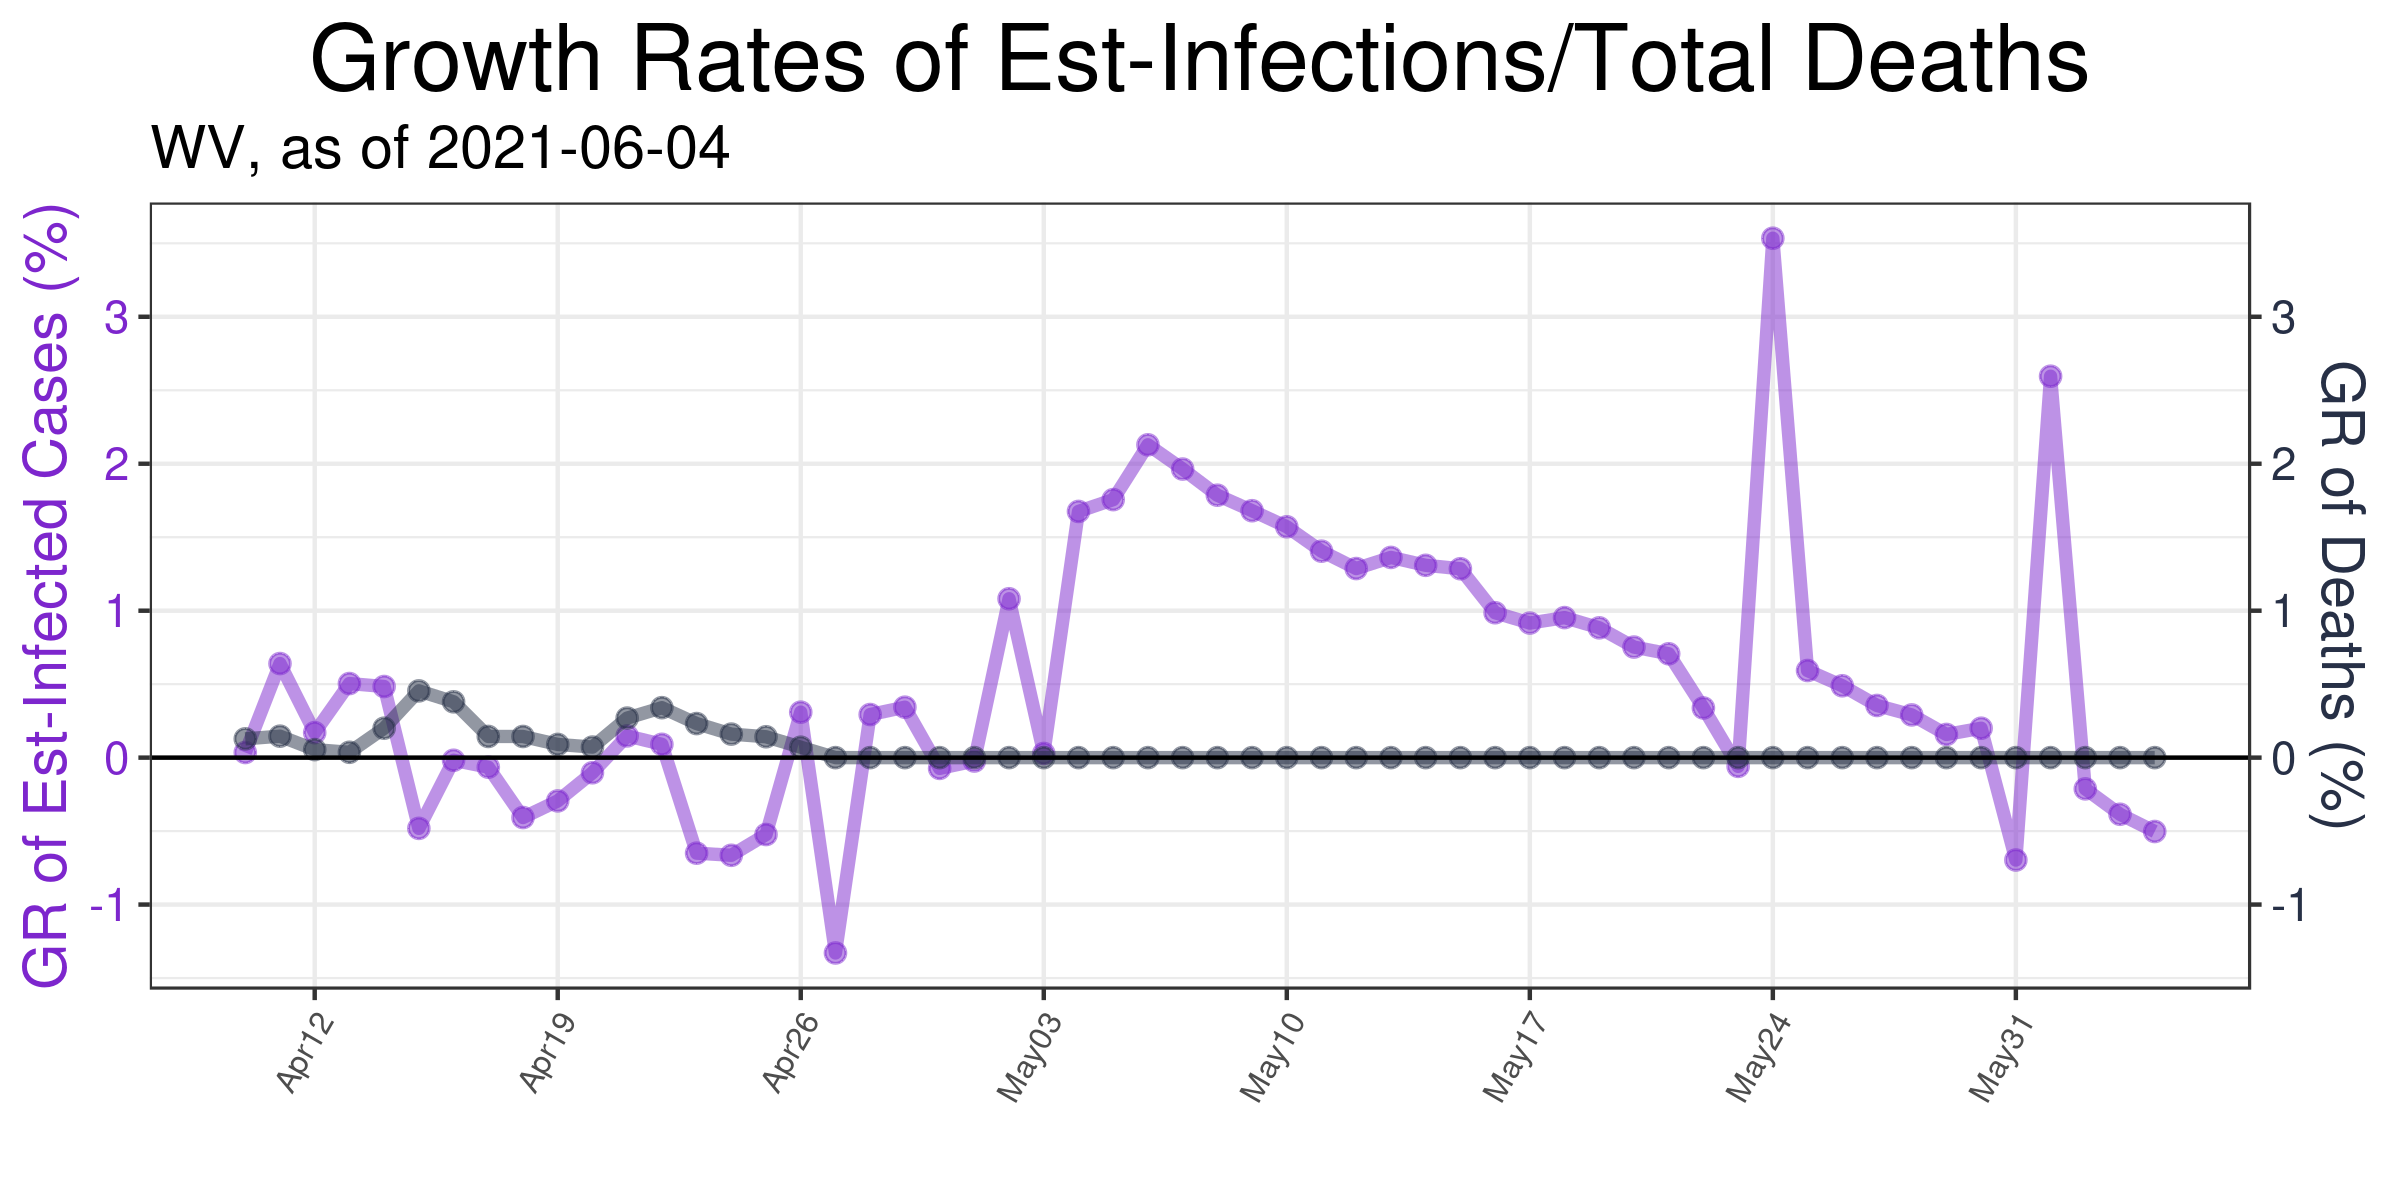 Growth Rates of Est-Infections/Total Deaths
WV, as of 2021-06-04
GR of Est-Infected Cases (%)
3
2
1
0
-1
3
2
1
0
-1
GR of Deaths (%)
Apr12
Apr19
Apr26
May03
May10
May17
May24
May31